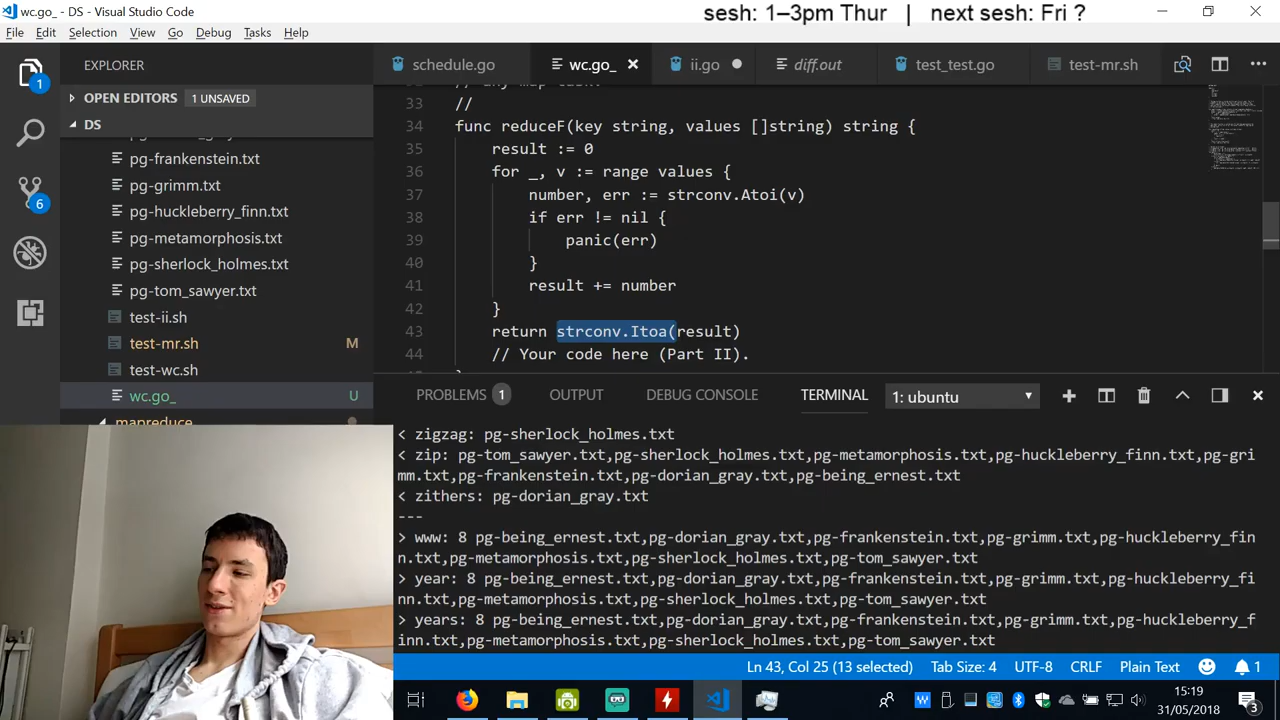 wc.go_ - DS - Visual Studio Code
sesh: 1–3pm Thur | next sesh: Fri ?
File Edit Selection View Go Debug Tasks Help
EXPLORER
schedule.go wc.go_ ii.go diff.out test_test.go test-mr.sh
OPEN EDITORS 1 UNSAVED
DS
pg-frankenstein.txt
pg-grimm.txt
pg-huckleberry_finn.txt
pg-metamorphosis.txt
pg-sherlock_holmes.txt
pg-tom_sawyer.txt
test-ii.sh
test-mr.sh M
test-wc.sh
wc.go_ U
mapreduce
1
6
33 //
34 func reduceF(key string, values []string) string {
35 result := 0
36 for _, v := range values {
37 number, err := strconv.Atoi(v)
38 if err != nil {
39 panic(err)
40 }
41 result += number
42 }
43 return strconv.Itoa(result)
44 // Your code here (Part II).
PROBLEMS 1 OUTPUT DEBUG CONSOLE TERMINAL 1: ubuntu
< zigzag: pg-sherlock_holmes.txt
< zip: pg-tom_sawyer.txt,pg-sherlock_holmes.txt,pg-metamorphosis.txt,pg-huckleberry_finn.txt,pg-gri
mm.txt,pg-frankenstein.txt,pg-dorian_gray.txt,pg-being_ernest.txt
< zithers: pg-dorian_gray.txt
---
> www: 8 pg-being_ernest.txt,pg-dorian_gray.txt,pg-frankenstein.txt,pg-grimm.txt,pg-huckleberry_fin
n.txt,pg-metamorphosis.txt,pg-sherlock_holmes.txt,pg-tom_sawyer.txt
> year: 8 pg-being_ernest.txt,pg-dorian_gray.txt,pg-frankenstein.txt,pg-grimm.txt,pg-huckleberry_fi
nn.txt,pg-metamorphosis.txt,pg-sherlock_holmes.txt,pg-tom_sawyer.txt
> years: 8 pg-being_ernest.txt,pg-dorian_gray.txt,pg-frankenstein.txt,pg-grimm.txt,pg-huckleberry_f
inn.txt,pg-metamorphosis.txt,pg-sherlock_holmes.txt,pg-tom_sawyer.txt
Ln 43, Col 25 (13 selected) Tab Size: 4 UTF-8 CRLF Plain Text 1
15:19
31/05/2018
3